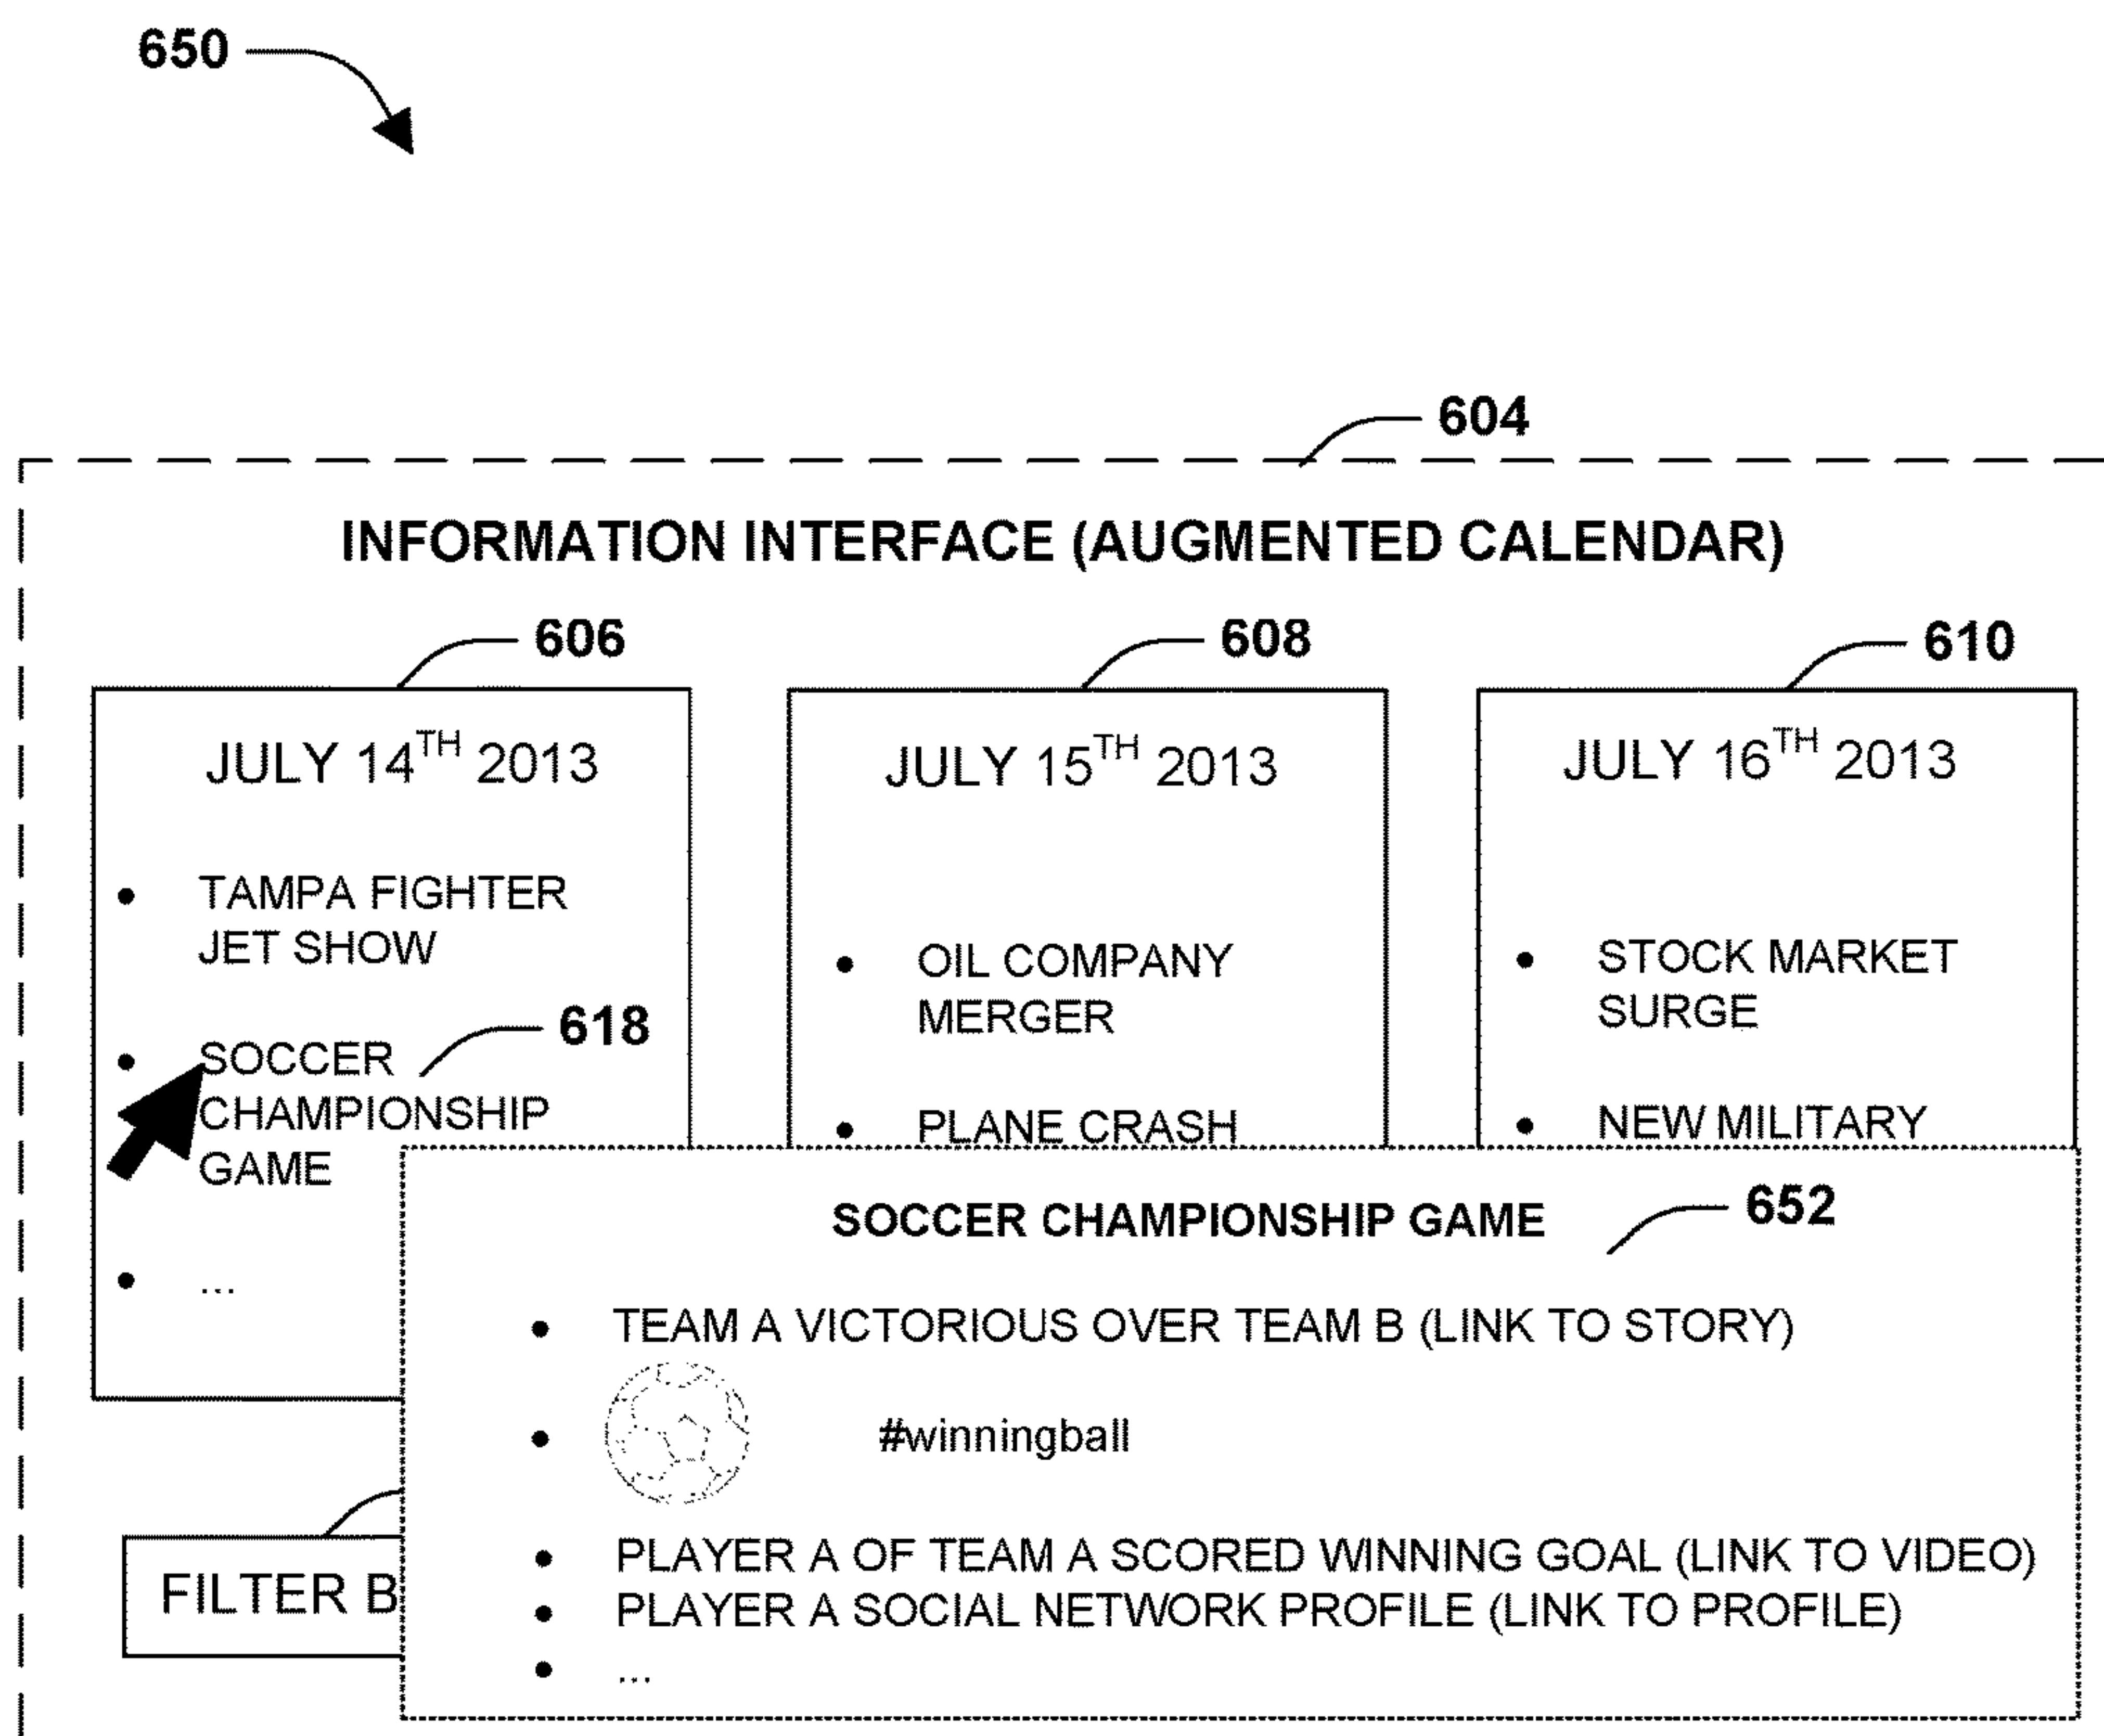 650
604
INFORMATION INTERFACE (AUGMENTED CALENDAR)
606
608
610
JULY 14TH 2013
• TAMPA FIGHTER
JET SHOW
618
• SOCCER
CHAMPIONSHIP
GAME
• ...
JULY 15TH 2013
• OIL COMPANY
MERGER
• PLANE CRASH
JULY 16TH 2013
• STOCK MARKET
SURGE
• NEW MILITARY
SOCCER CHAMPIONSHIP GAME
652
• TEAM A VICTORIOUS OVER TEAM B (LINK TO STORY)
• #winningball
• PLAYER A OF TEAM A SCORED WINNING GOAL (LINK TO VIDEO)
• PLAYER A SOCIAL NETWORK PROFILE (LINK TO PROFILE)
• ...
FILTER B